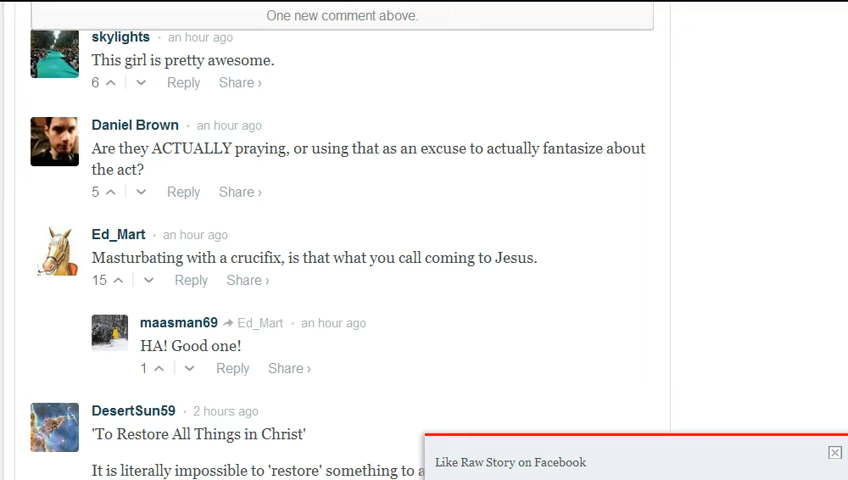 One new comment above.
skylights • an hour ago
This girl is pretty awesome.
6 Reply Share ›
Daniel Brown • an hour ago
Are they ACTUALLY praying, or using that as an excuse to actually fantasize about
the act?
5 Reply Share ›
Ed_Mart • an hour ago
Masturbating with a crucifix, is that what you call coming to Jesus.
15 Reply Share ›
maasman69 Ed_Mart • an hour ago
HA! Good one!
1 Reply Share ›
DesertSun59 • 2 hours ago
'To Restore All Things in Christ'
It is literally impossible to 'restore' something to a
Like Raw Story on Facebook